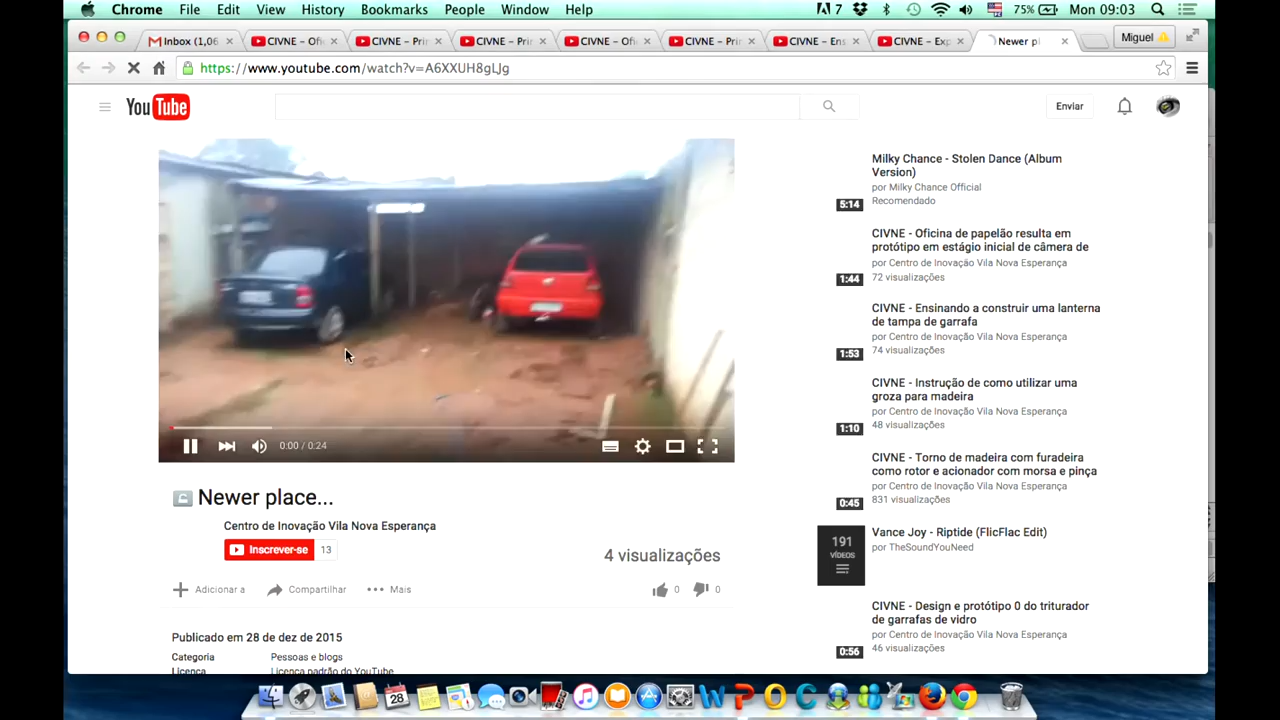 Chrome File Edit View History Bookmarks People Window Help 7 75% Mon 09:03
Inbox (1,06 CIVNE – Ofi CIVNE – Prin CIVNE – Prin CIVNE – Ofi CIVNE – Prin CIVNE – Ens CIVNE – Exp Newer pl Miguel
https://www.youtube.com/watch?v=A6XXUH8gLJg
YouTube Enviar
Milky Chance - Stolen Dance (Album
Version)
por Milky Chance Official
Recomendado
5:14
CIVNE - Oficina de papelão resulta em
protótipo em estágio inicial de câmera de
por Centro de Inovação Vila Nova Esperança
72 visualizações
1:44
CIVNE - Ensinando a construir uma lanterna
de tampa de garrafa
por Centro de Inovação Vila Nova Esperança
74 visualizações
1:53
CIVNE - Instrução de como utilizar uma
groza para madeira
por Centro de Inovação Vila Nova Esperança
48 visualizações
1:10
CIVNE - Torno de madeira com furadeira
como rotor e acionador com morsa e pinça
por Centro de Inovação Vila Nova Esperança
831 visualizações
0:45
Vance Joy - Riptide (FlicFlac Edit)
por TheSoundYouNeed
191
VÍDEOS
CIVNE - Design e protótipo 0 do triturador
de garrafas de vidro
por Centro de Inovação Vila Nova Esperança
46 visualizações
0:56
0:00 / 0:24
Newer place...
Centro de Inovação Vila Nova Esperança
Inscrever-se 13
4 visualizações
Adicionar a Compartilhar Mais 0 0
Publicado em 28 de dez de 2015
Categoria Pessoas e blogs
Licença Licença padrão do YouTube
28